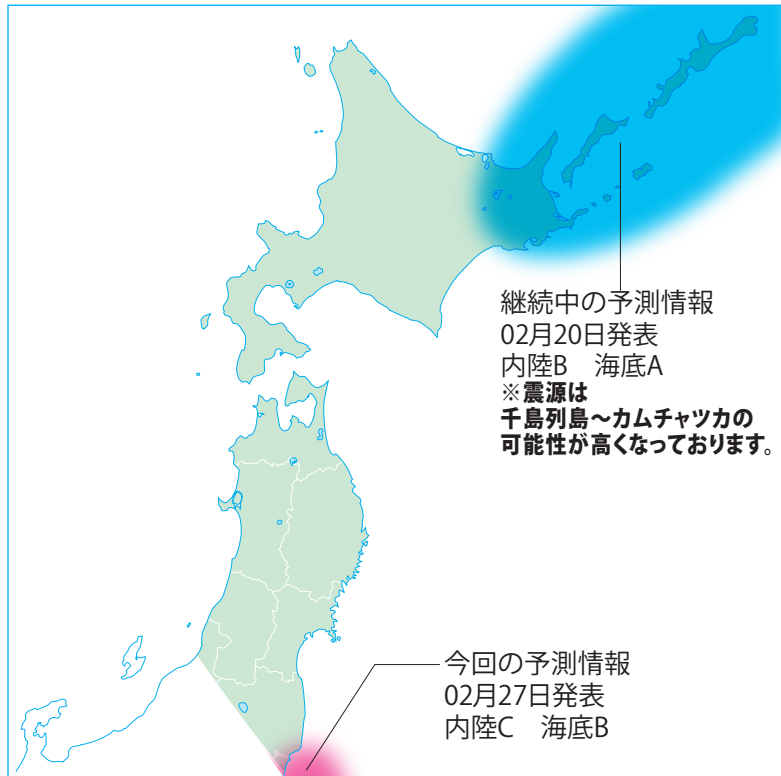 継続中の予測情報
02月20日発表
内陸B　海底A
※震源は
千島列島～カムチャツカの
可能性が高くなっております。
今回の予測情報
02月27日発表
内陸C　海底B